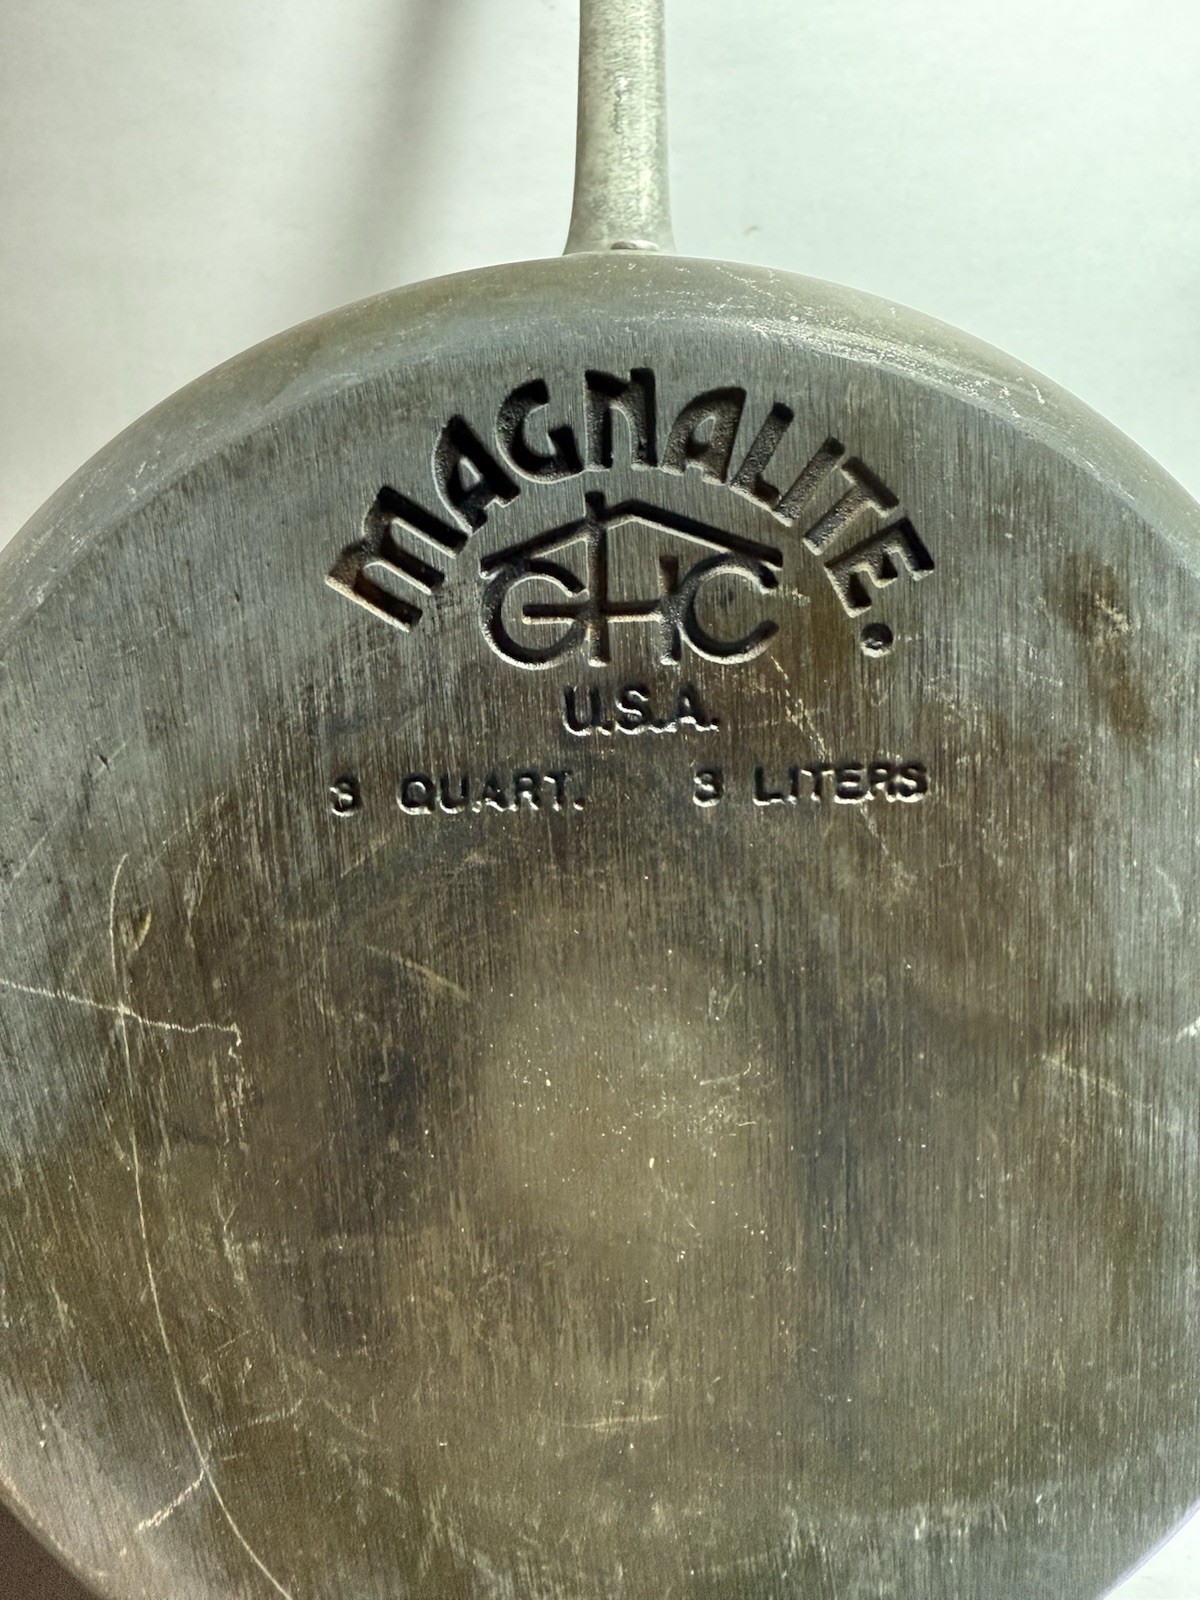 MAGNALITE.
GHC
U.S.A.
3 QUART. 3 LITERS